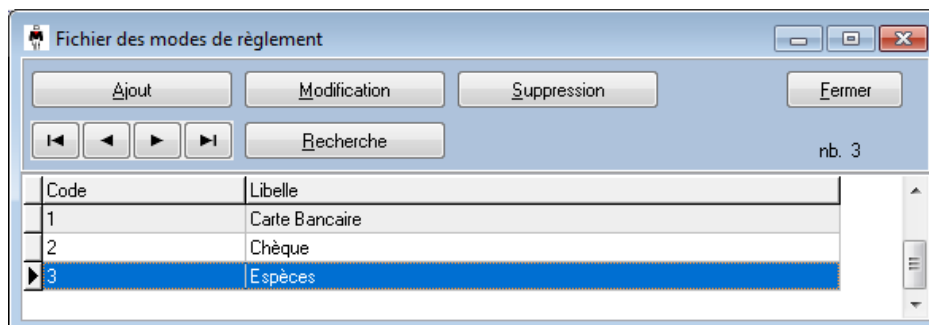 Fichier des modes de règlement
Ajout Modification Suppression Fermer
Recherche nb. 3
Code Libelle
1 Carte Bancaire
2 Chèque
3 Espèces